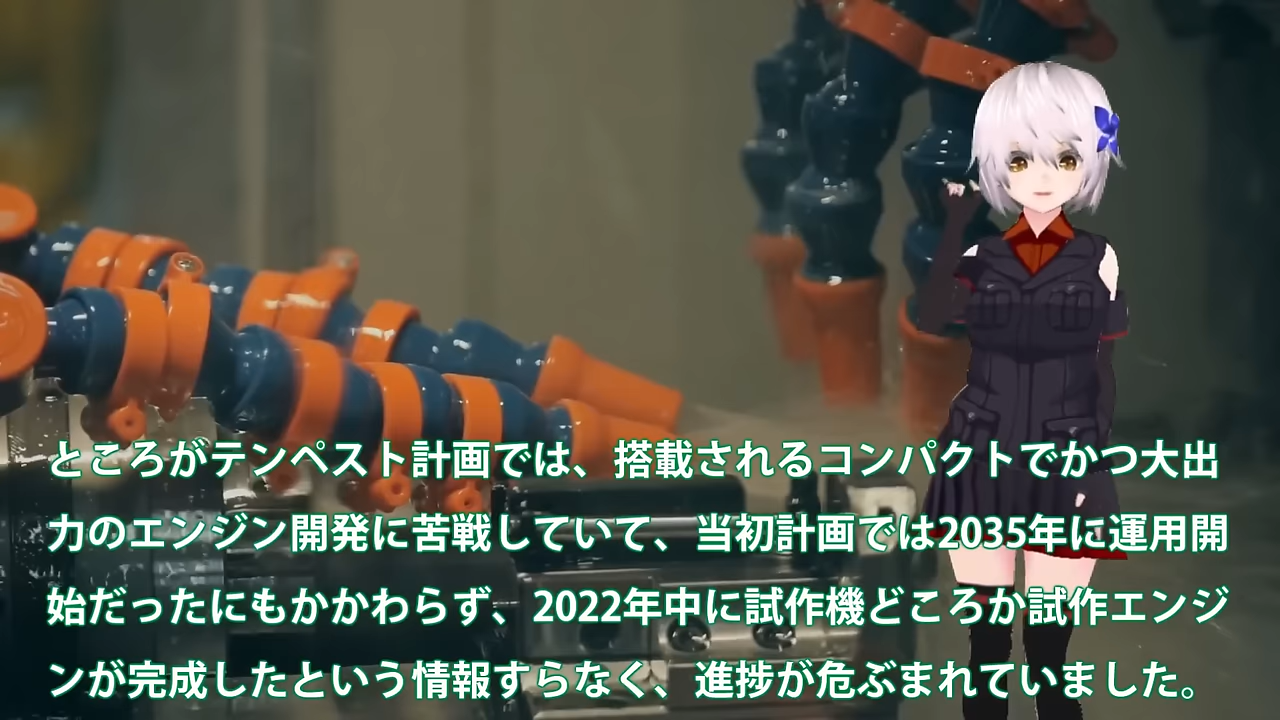 ところがテンペスト計画では、搭載されるコンパクトでかつ大出
力のエンジン開発に苦戦していて、当初計画では2035年に運用開
始だったにもかかわらず、2022年中に試作機どころか試作エンジ
ンが完成したという情報すらなく、進捗が危ぶまれていました。